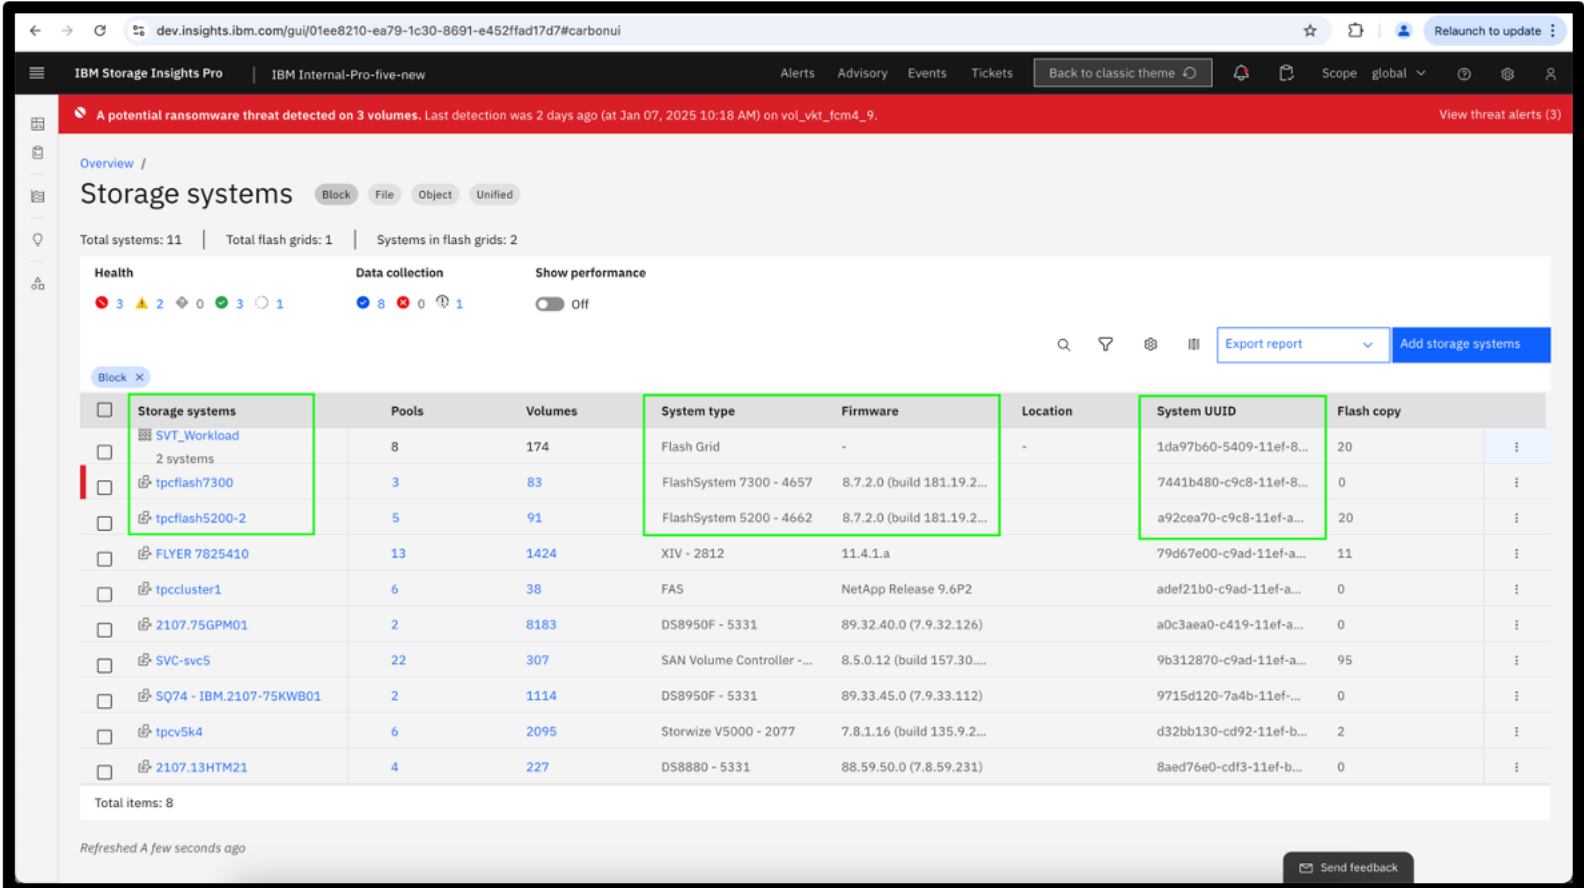 dev.insights.ibm.com/gui/01ee8210-ea79-1c30-8691-e452ffad17d7#carbonui Relaunch to update
IBM Storage Insights Pro | IBM Internal-Pro-five-new Alerts Advisory Events Tickets Back to classic theme Scope global
A potential ransomware threat detected on 3 volumes. Last detection was 2 days ago (at Jan 07, 2025 10:18 AM) on vol_vkt_fcm4_9. View threat alerts (3)
Overview /
Storage systems Block File Object Unified
Total systems: 11 | Total flash grids: 1 | Systems in flash grids: 2
Health Data collection Show performance
3 2 0 3 1 8 0 1 Off
Export report Add storage systems
Block ×
Storage systems Pools Volumes System type Firmware Location System UUID Flash copy
SVT_Workload 8 174 Flash Grid - - 1da97b60-5409-11ef-8... 20
2 systems
tpcflash7300 3 83 FlashSystem 7300 - 4657 8.7.2.0 (build 181.19.2... 7441b480-c9c8-11ef-8... 0
tpcflash5200-2 5 91 FlashSystem 5200 - 4662 8.7.2.0 (build 181.19.2... a92cea70-c9c8-11ef-a... 20
FLYER 7825410 13 1424 XIV - 2812 11.4.1.a 79d67e00-c9ad-11ef-a... 11
tpccluster1 6 38 FAS NetApp Release 9.6P2 adef21b0-c9ad-11ef-a... 0
2107.75GPM01 2 8183 DS8950F - 5331 89.32.40.0 (7.9.32.126) a0c3aea0-c419-11ef-a... 0
SVC-svc5 22 307 SAN Volume Controller -... 8.5.0.12 (build 157.30.... 9b312870-c9ad-11ef-a... 95
SQ74 - IBM.2107-75KWB01 2 1114 DS8950F - 5331 89.33.45.0 (7.9.33.112) 9715d120-7a4b-11ef-... 0
tpcv5k4 6 2095 Storwize V5000 - 2077 7.8.1.16 (build 135.9.2... d32bb130-cd92-11ef-b... 2
2107.13HTM21 4 227 DS8880 - 5331 88.59.50.0 (7.8.59.231) 8aed76e0-cdf3-11ef-b... 0
Total items: 8
Refreshed A few seconds ago
Send feedback